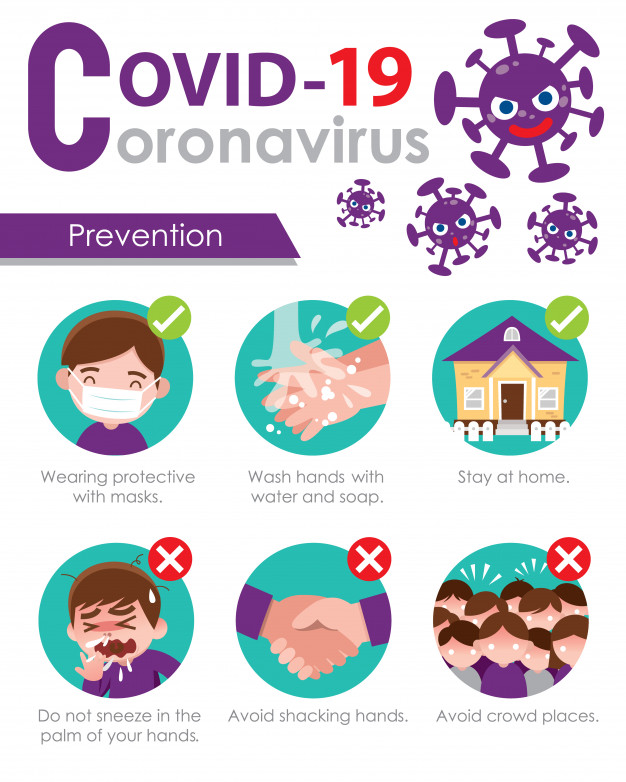 COVID-19
Coronavirus
Prevention
Wearing protective
with masks.
Wash hands with
water and soap.
Stay at home.
Do not sneeze in the
palm of your hands.
Avoid shacking hands.
Avoid crowd places.